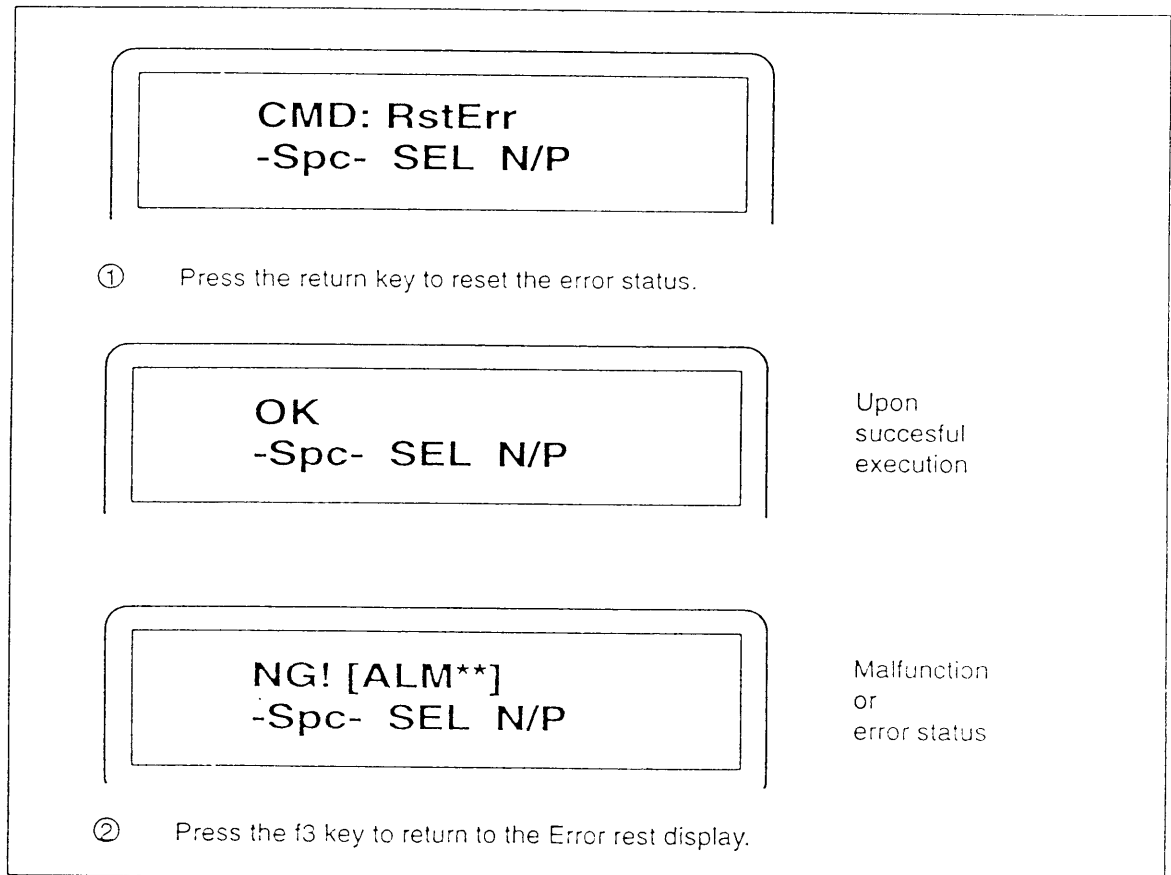 CMD: RstErr
-Spc- SEL N/P
① Press the return key to reset the error status.
OK
-Spc- SEL N/P
Upon
succesful
execution
NG! [ALM**]
-Spc- SEL N/P
Malfunction
or
error status
② Press the f3 key to return to the Error rest display.